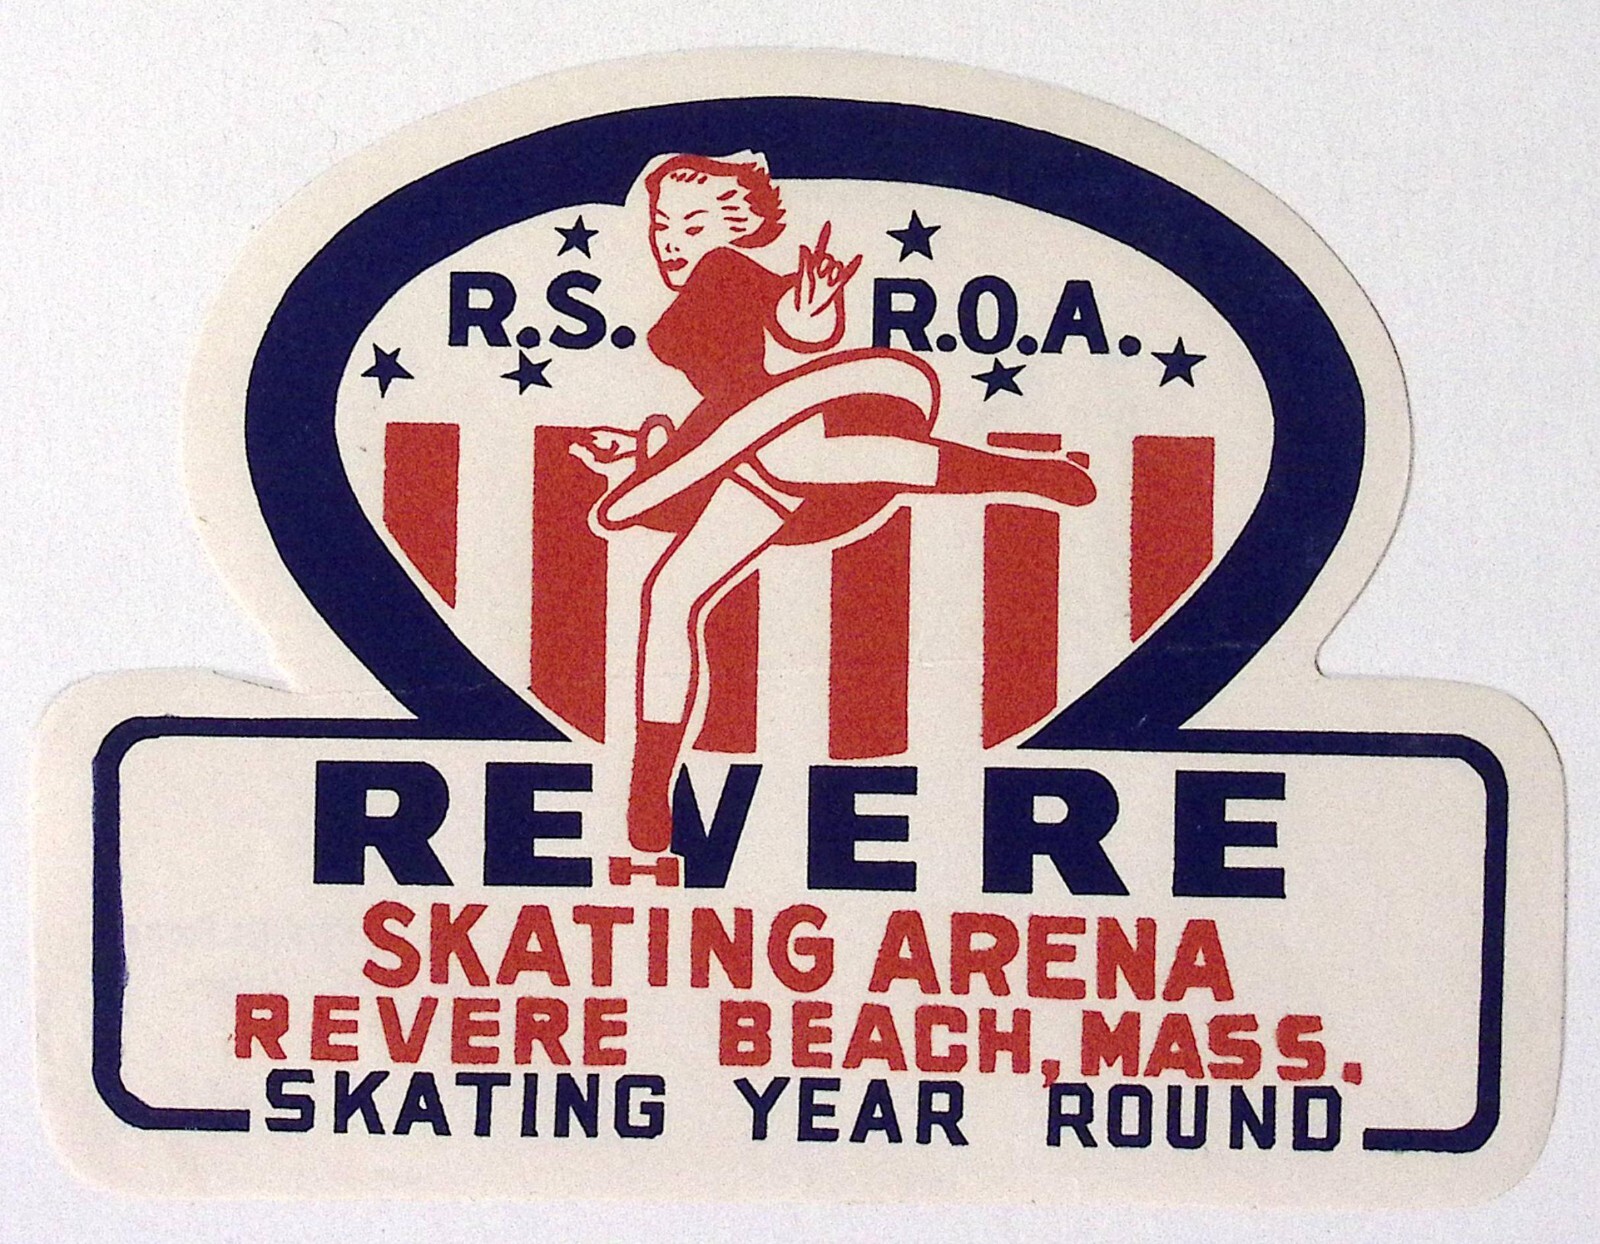 R.S. R.O.A.
REVERE
SKATING ARENA
REVERE BEACH, MASS.
SKATING YEAR ROUND